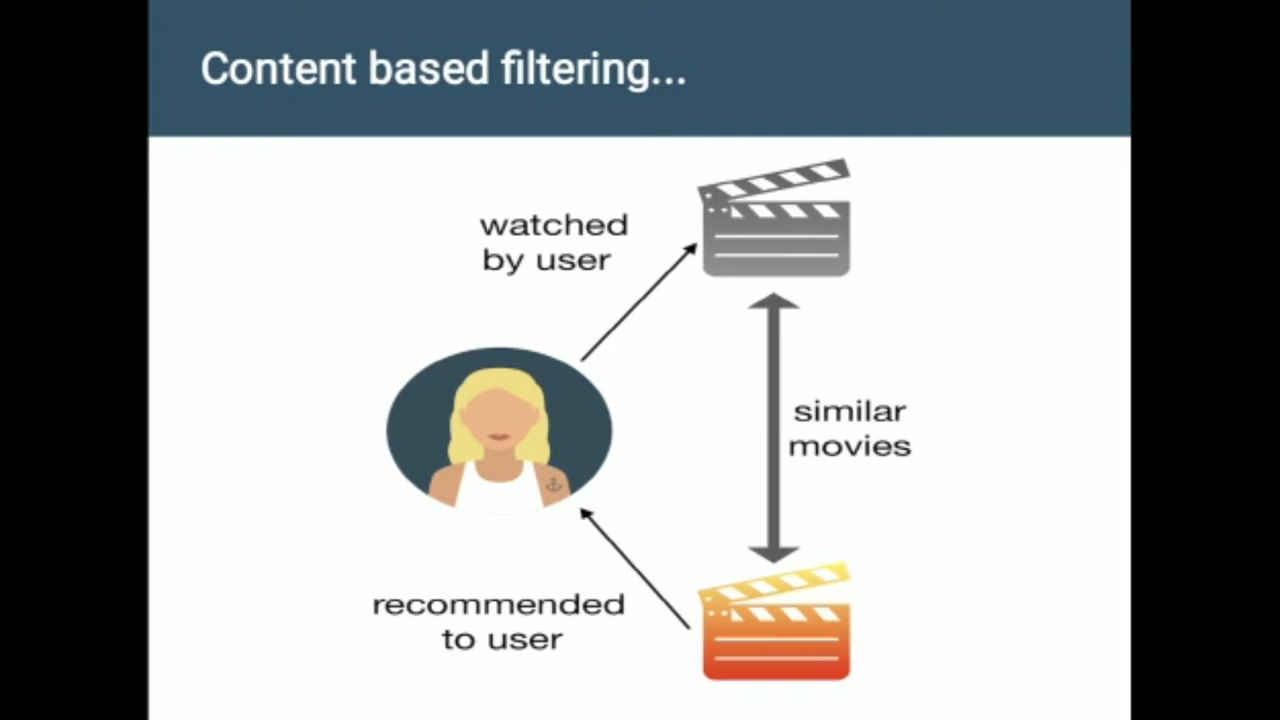 Content based filtering...
watched
by user
similar
movies
recommended
to user